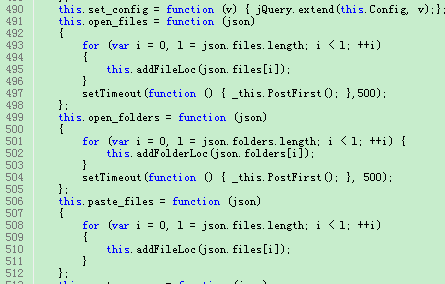 490 this.set_config = function (v) { jQuery.extend(this.Config, v);};
491 this.open_files = function (json)
492 {
493 for (var i = 0, l = json.files.length; i < l; ++i)
494 {
495 this.addFileLoc(json.files[i]);
496 }
497 setTimeout(function () { _this.PostFirst(); },500);
498 };
499 this.open_folders = function (json)
500 {
501 for (var i = 0, l = json.folders.length; i < l; ++i) {
502 this.addFolderLoc(json.folders[i]);
503 }
504 setTimeout(function () { _this.PostFirst(); }, 500);
505 };
506 this.paste_files = function (json)
507 {
508 for (var i = 0, l = json.files.length; i < l; ++i)
509 {
510 this.addFileLoc(json.files[i]);
511 }
512 };